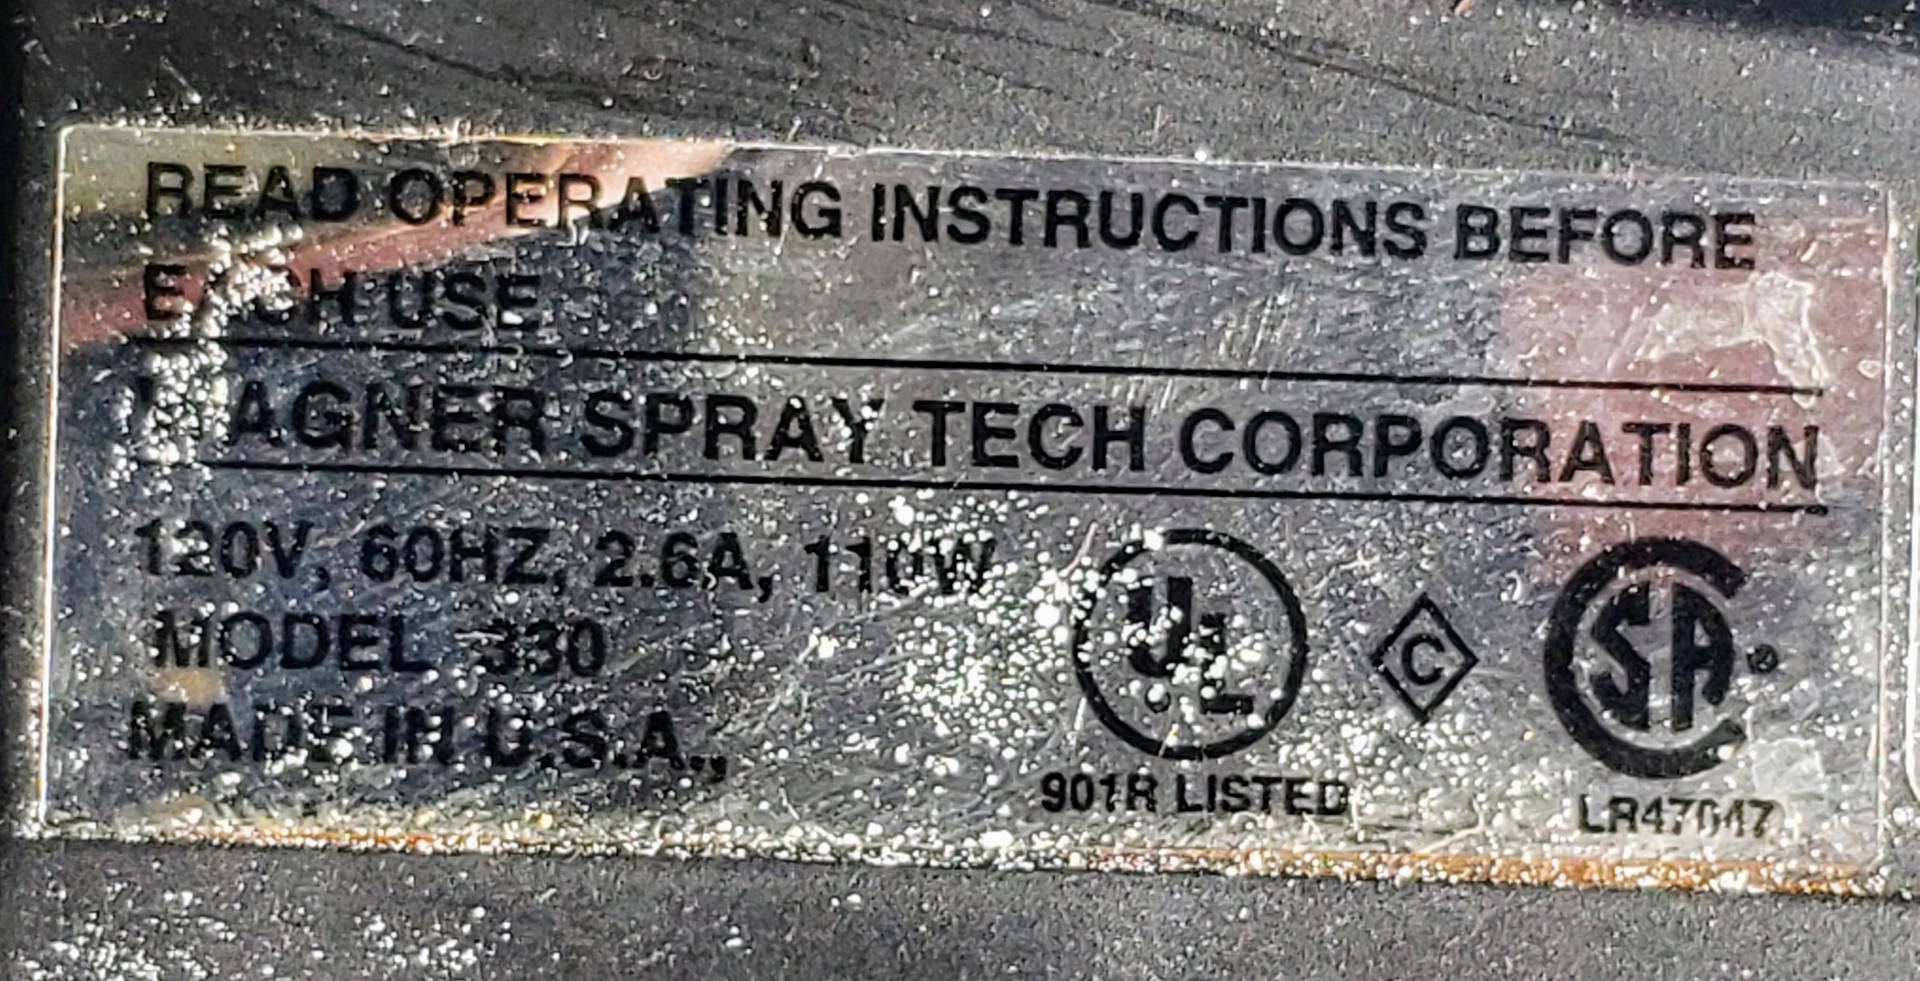 READ OPERATING INSTRUCTIONS BEFORE
EACH USE
WAGNER SPRAY TECH CORPORATION
120V, 60HZ, 2.6A, 110W
MODEL 330
MADE IN U.S.A.,
UL
901R LISTED
C
SA ®
LR47047